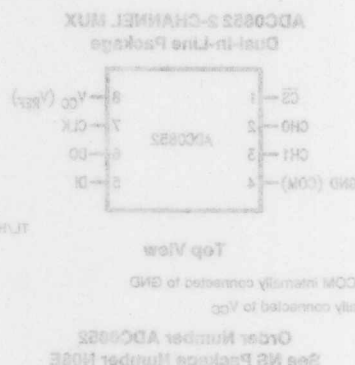 ADC0852 2-CHANNEL MUX
Dual-In-Line Package
CS 1 8 VCC (VREF)
CH0 2 7 CLK
ADC0852
CH1 3 6 DO
GND (COM) 4 5 DI
TL/H
Top View
COM internally connected to GND
connected to VCC
Order Number ADC0852
See NS Package Number N08E